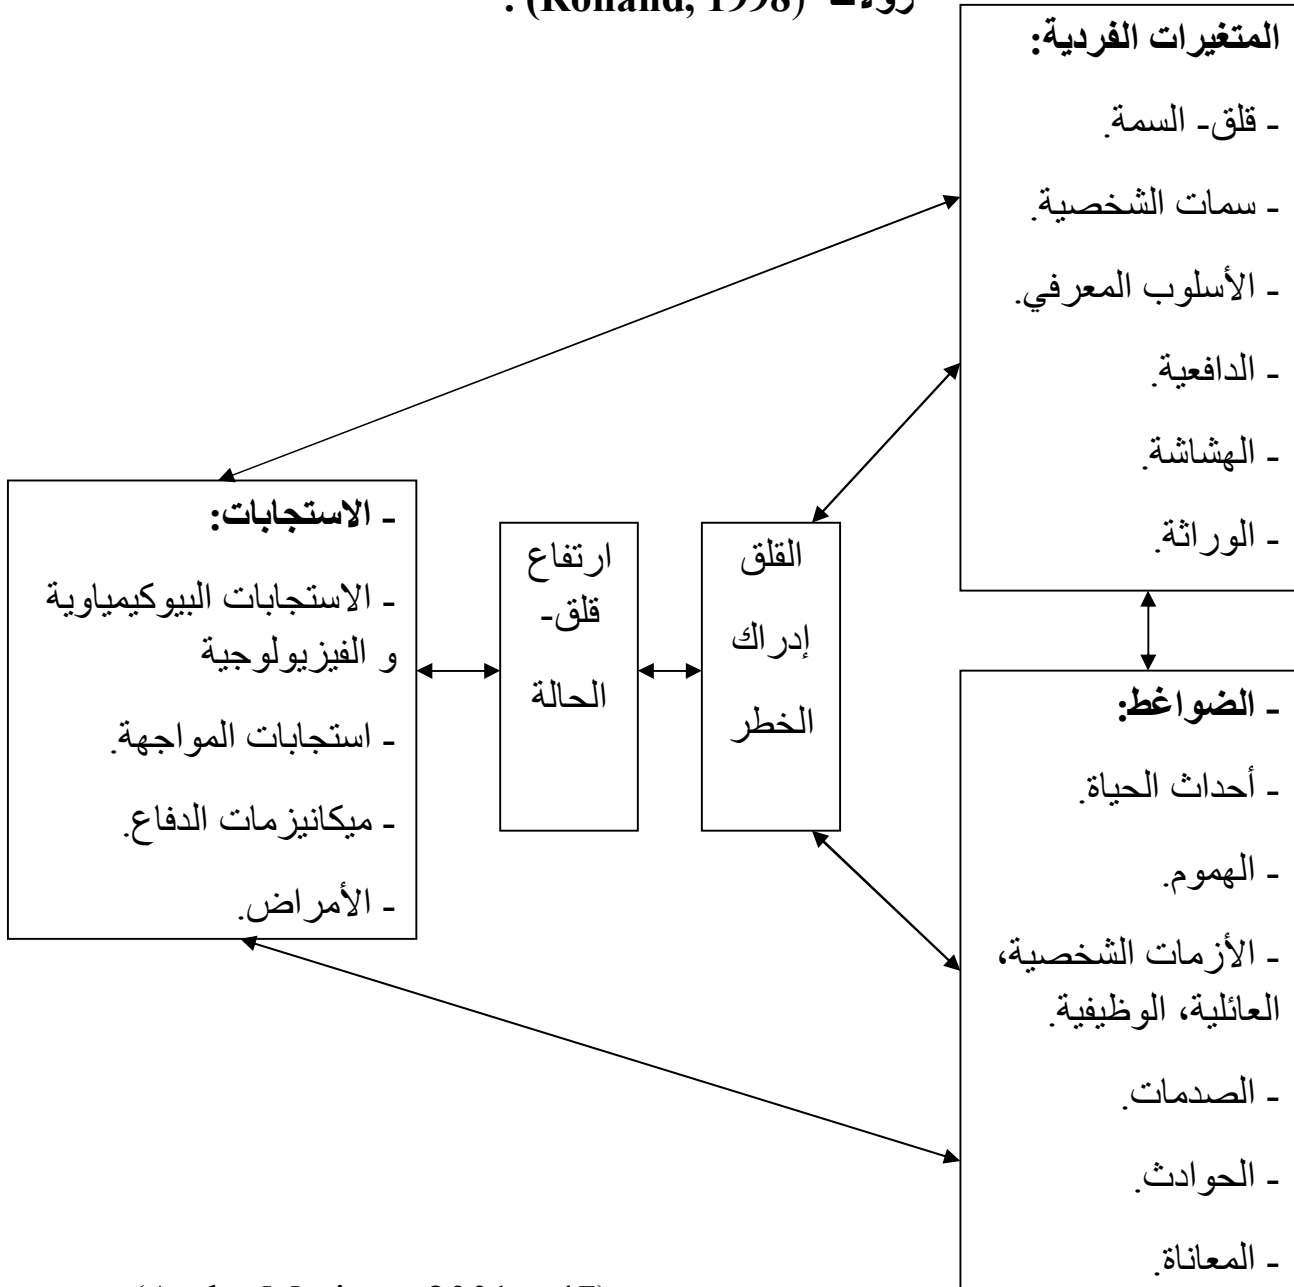 (Rolland, 1998) .
المتغيرات الفردية:
- قلق- السمة.
- سمات الشخصية.
- الأسلوب المعرفي.
- الدافعية.
- الهشاشة.
- الوراثة.
القلق
إدراك
الخطر
ارتفاع
قلق-
الحالة
- الاستجابات:
- الاستجابات البيوكيمياوية
و الفيزيولوجية
- استجابات المواجهة.
- ميكانيزمات الدفاع.
- الأمراض.
- الضواغط:
- أحداث الحياة.
- الهموم.
- الأزمات الشخصية،
العائلية، الوظيفية.
- الصدمات.
- الحوادث.
- المعاناة.